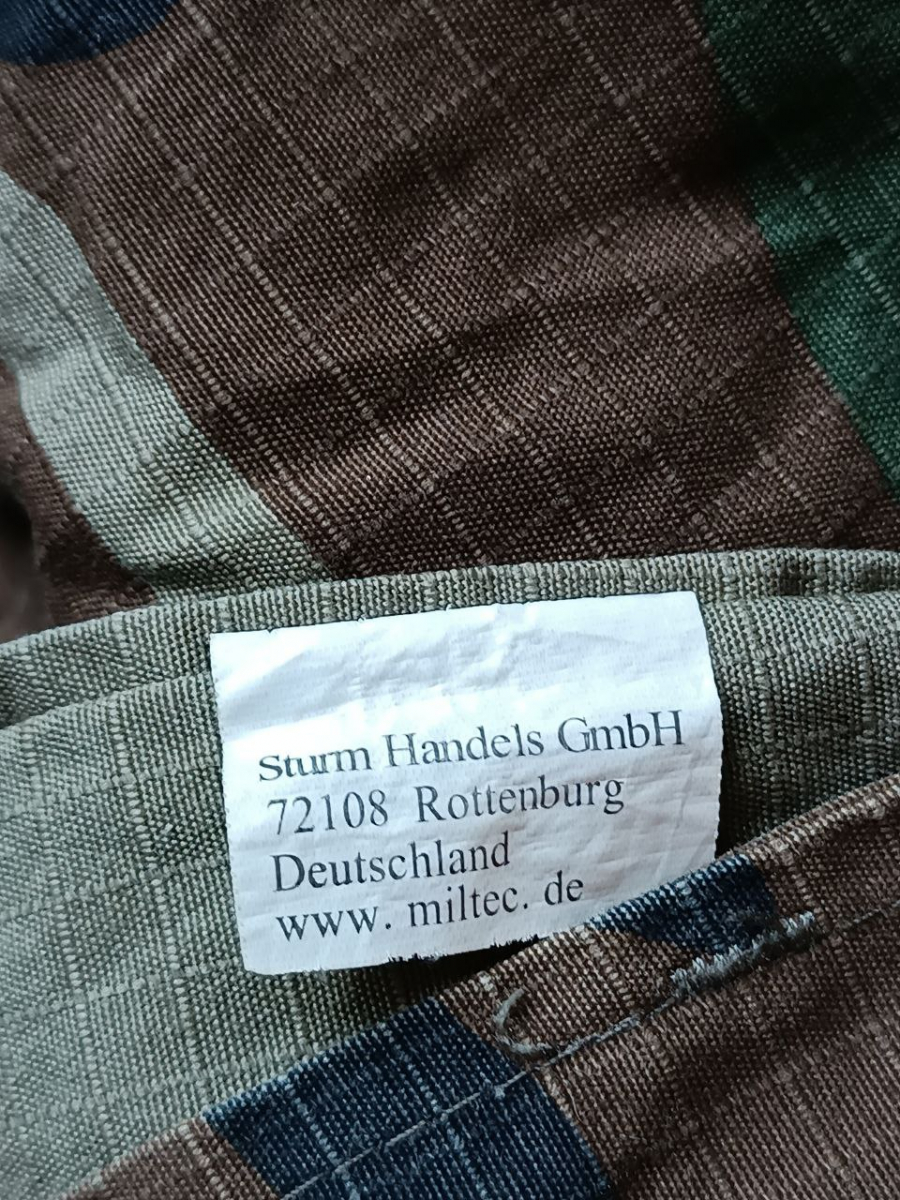 Sturm Handels GmbH
72108 Rottenburg
Deutschland
www. miltec. de